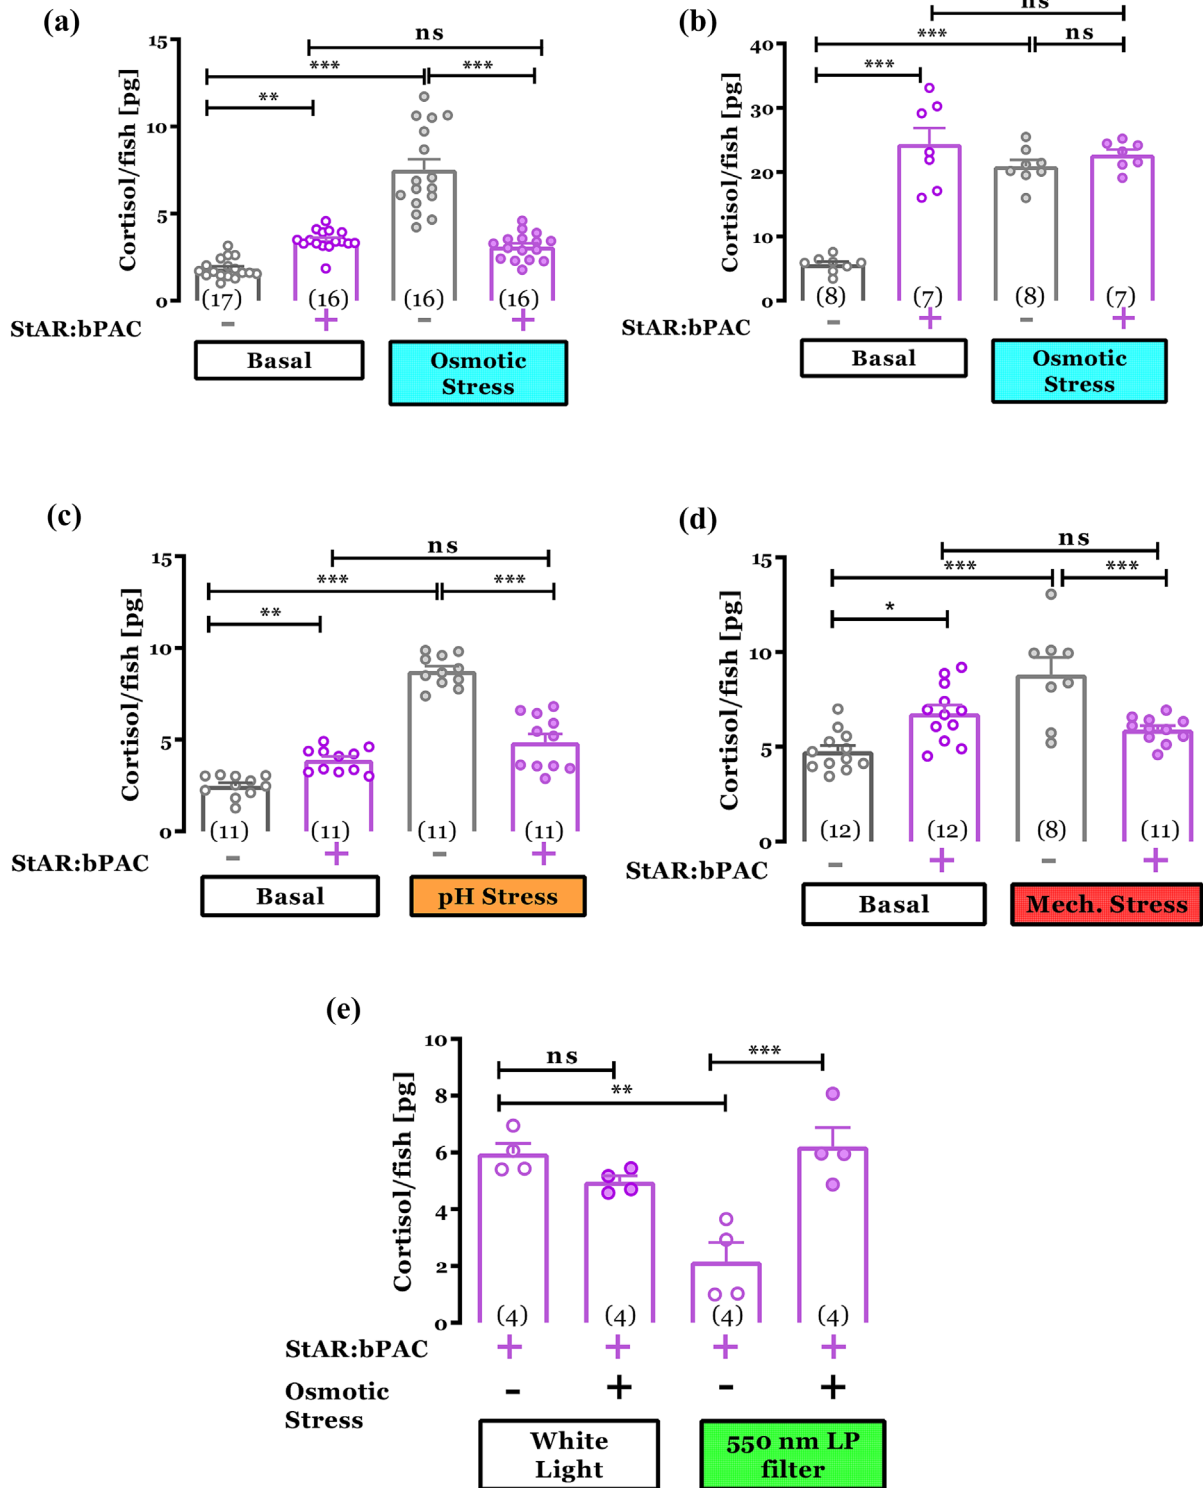 (a)
15
10
5
0
Cortisol/fish [pg]
ns
***
***
**
(17) (16) (16) (16)
StAR:bPAC - + - +
Basal
Osmotic
Stress
(b)
40
30
20
10
0
Cortisol/fish [pg]
ns
***
ns
***
(8) (7) (8) (7)
StAR:bPAC - + - +
Basal
Osmotic
Stress
(c)
15
10
5
0
Cortisol/fish [pg]
ns
***
***
**
(11) (11) (11) (11)
StAR:bPAC - + - +
Basal
pH Stress
(d)
15
10
5
0
Cortisol/fish [pg]
ns
***
***
*
(12) (12) (8) (11)
StAR:bPAC - + - +
Basal
Mech. Stress
(e)
10
8
6
4
2
0
Cortisol/fish [pg]
ns
***
**
(4) (4) (4) (4)
StAR:bPAC + + + +
Osmotic - + - +
Stress
White
Light
550 nm LP
filter